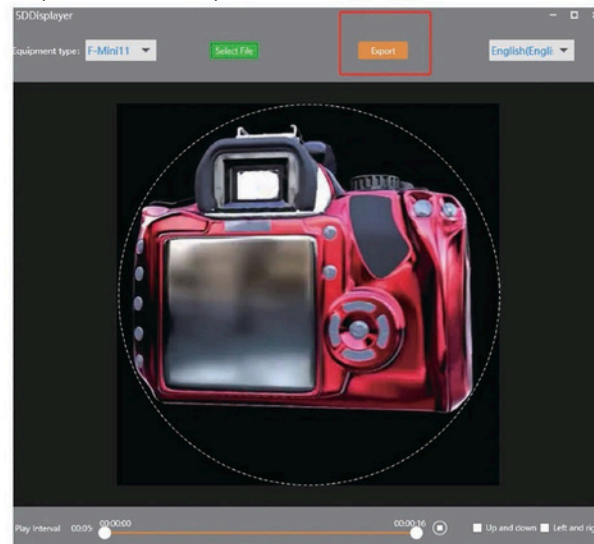 SDDisplayer
Equipment type: F-Mini11 Select File Export English(Engli:
00:00:00 00:00:16
Play Interval 00:05: Up and down Left and rig